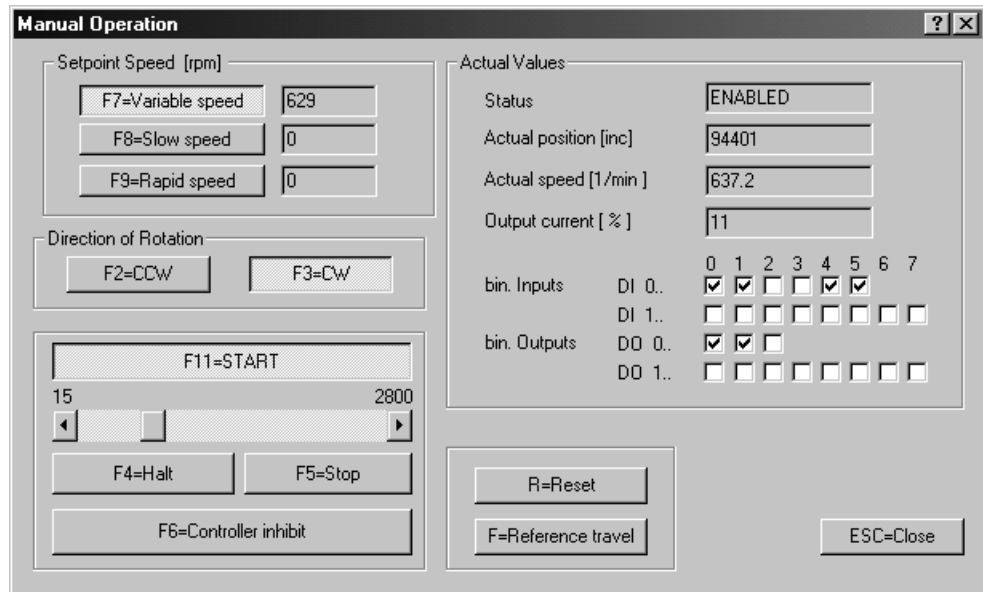 Manual Operation
Setpoint Speed [rpm]
F7=Variable speed 629
F8=Slow speed 0
F9=Rapid speed 0
Direction of Rotation
F2=CCW F3=CW
F11=START
15 2800
F4=Halt F5=Stop
F6=Controller inhibit
Actual Values
Status ENABLED
Actual position [inc] 94401
Actual speed [1/min ] 637.2
Output current [ % ] 11
0 1 2 3 4 5 6 7
bin. Inputs DI 0..
DI 1..
bin. Outputs DO 0..
DO 1..
R=Reset
F=Reference travel
ESC=Close